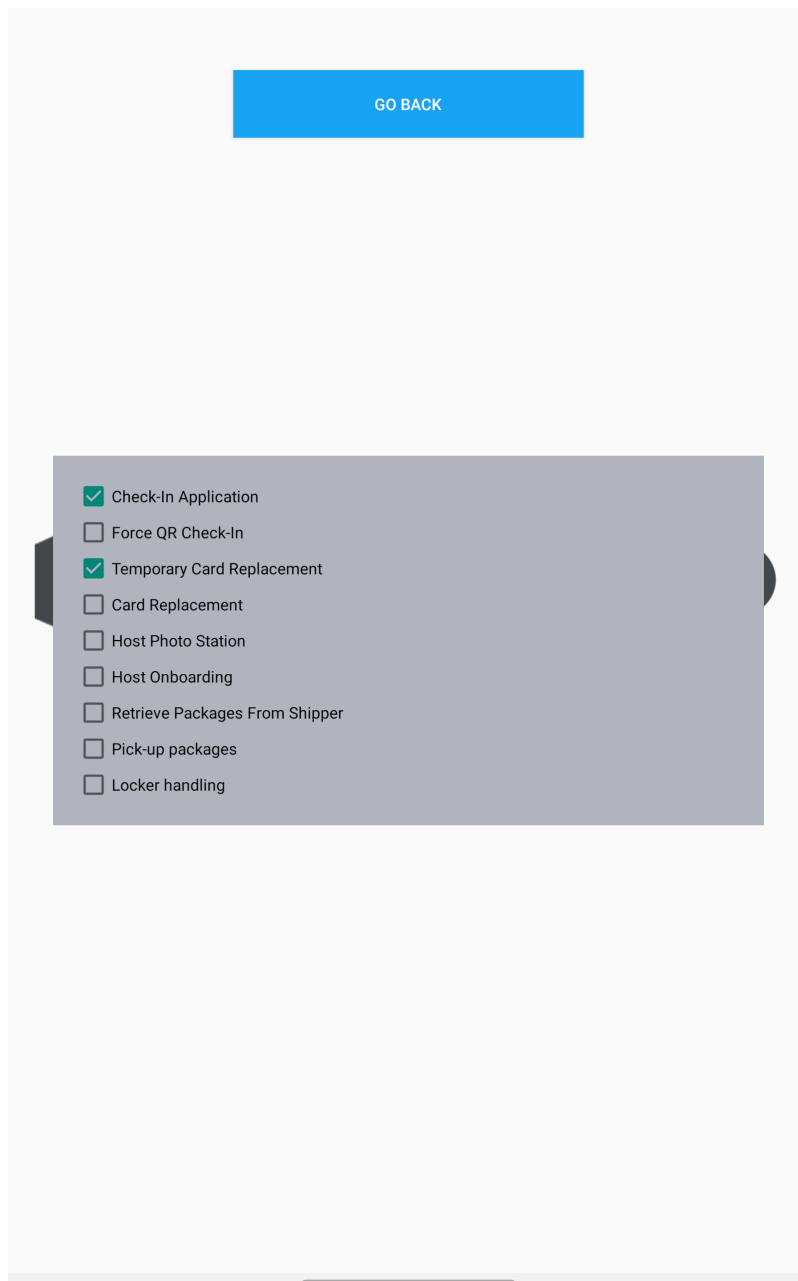 GO BACK
Check-In Application
Force QR Check-In
Temporary Card Replacement
Card Replacement
Host Photo Station
Host Onboarding
Retrieve Packages From Shipper
Pick-up packages
Locker handling